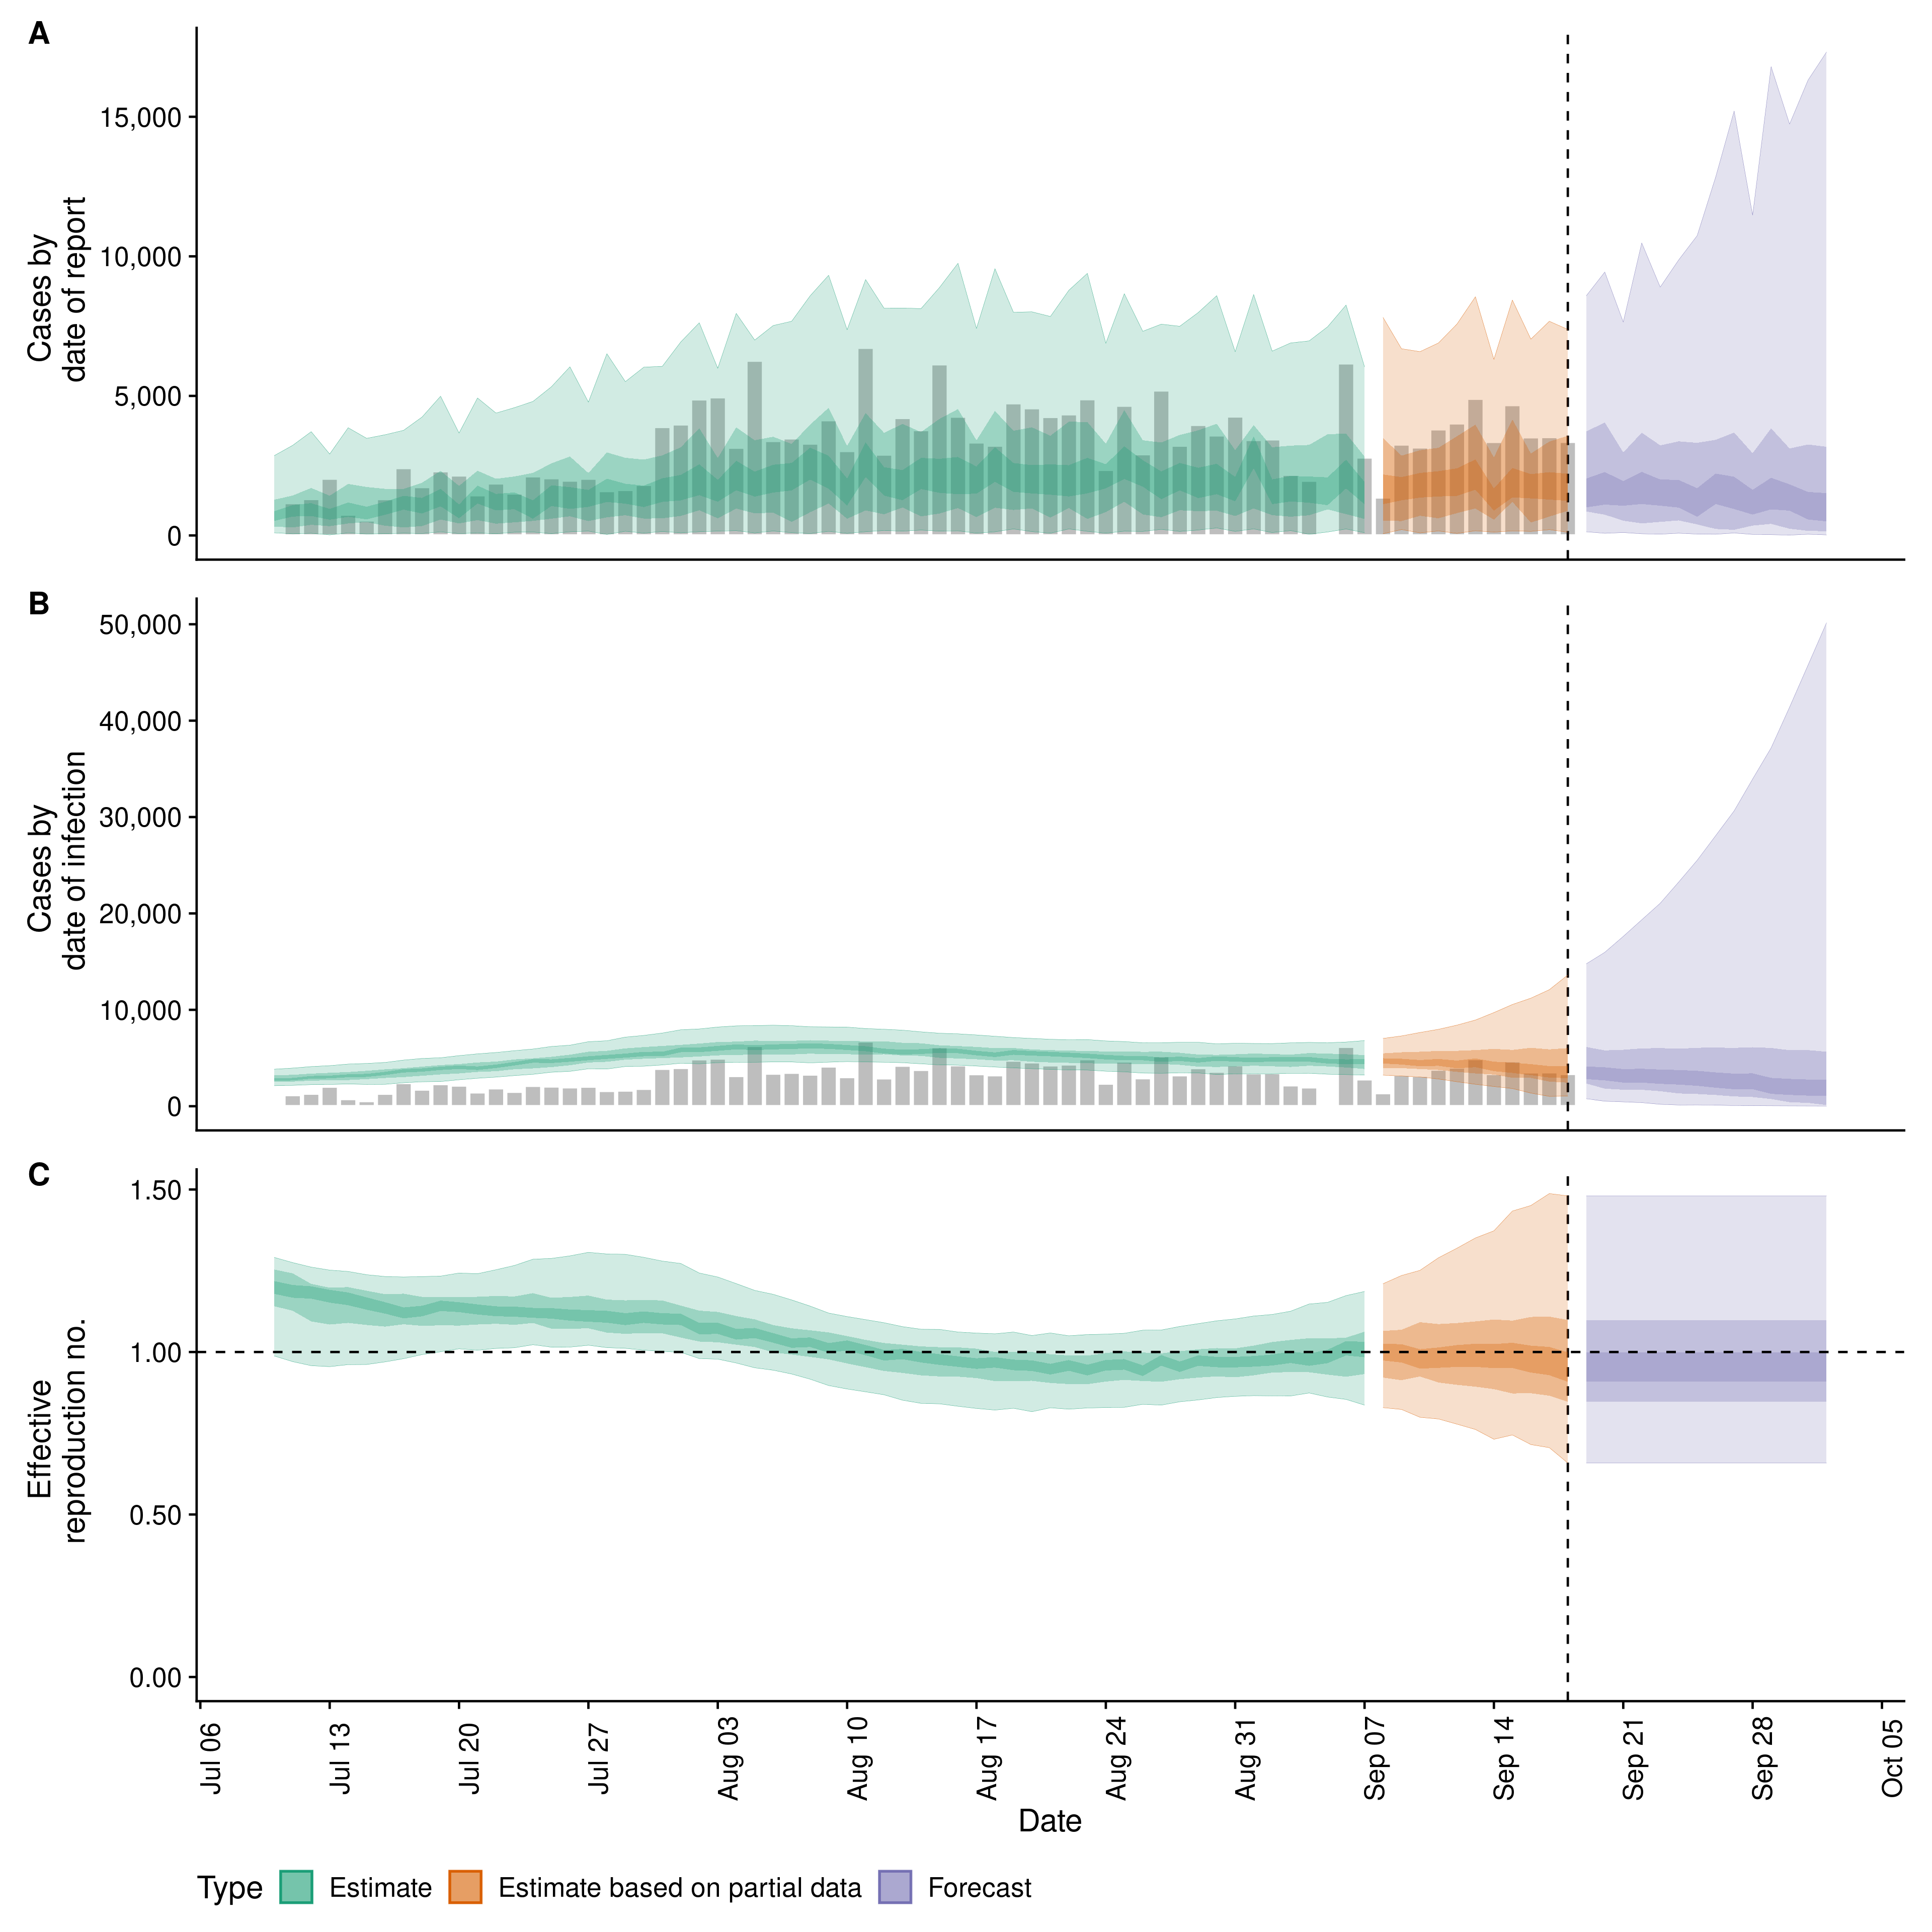 A
Cases by
date of report
15,000
10,000
5,000
0
B
Cases by
date of infection
50,000
40,000
30,000
20,000
10,000
0
C
Effective
reproduction no.
1.50
1.00
0.50
0.00
Jul 06
Jul 13
Jul 20
Jul 27
Aug 03
Aug 10
Aug 17
Aug 24
Aug 31
Sep 07
Sep 14
Sep 21
Sep 28
Oct 05
Date
Type Estimate Estimate based on partial data Forecast